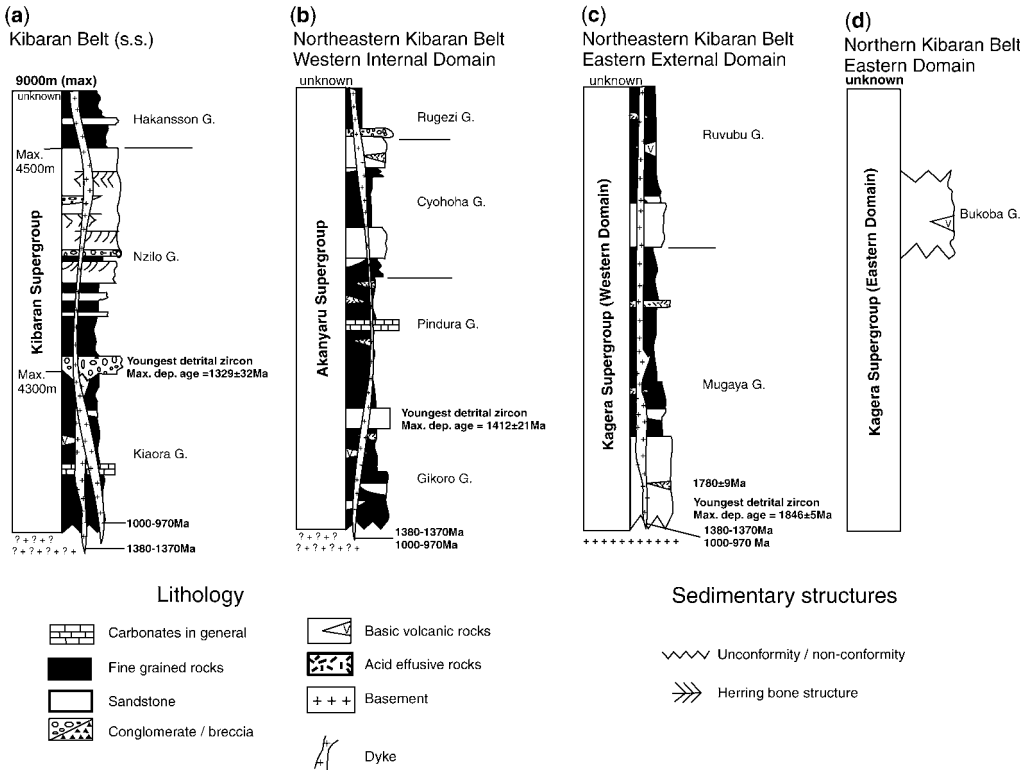 (a)
Kibaran Belt (s.s.)
9000m (max)
unknown
Hakansson G.
Max.
4500m
Nzilo G.
Kibaran Supergroup
Youngest detrital zircon
Max. dep. age =1329±32Ma
Max.
4300m
Kiaora G.
1000-970Ma
1380-1370Ma
? + ? + ?
? + ? + ? + ? +
(b)
Northeastern Kibaran Belt
Western Internal Domain
unknown
Rugezi G.
Cyohoha G.
Pindura G.
Akanyaru Supergroup
Youngest detrital zircon
Max. dep. age = 1412±21Ma
Gikoro G.
1380-1370Ma
1000-970Ma
? + ? + ?
? + ? + ? + ? +
(c)
Northeastern Kibaran Belt
Eastern External Domain
unknown
Ruvubu G.
V
Kagera Supergroup (Western Domain)
Mugaya G.
1780±9Ma
Youngest detrital zircon
Max. dep. age = 1846±5Ma
1380-1370Ma
1000-970 Ma
+ + + + + + + + + + +
(d)
Northern Kibaran Belt
Eastern Domain
unknown
Bukoba G.
V
Kagera Supergroup (Eastern Domain)
Lithology
Carbonates in general
Fine grained rocks
Sandstone
Conglomerate / breccia
V
Basic volcanic rocks
Acid effusive rocks
+ + +
Basement
Dyke
Sedimentary structures
Unconformity / non-conformity
Herring bone structure